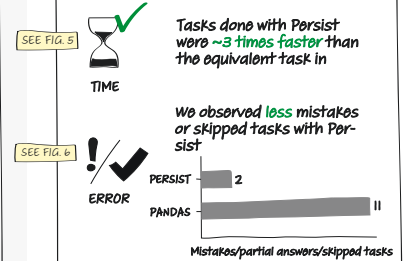 SEE FIG. 5
TIME
Tasks done with Persist
were ~3 times faster than
the equivalent task in
SEE FIG. 6
ERROR
We observed less mistakes
or skipped tasks with Per-
sist
PERSIST 2
PANDAS 11
Mistakes/partial answers/skipped tasks